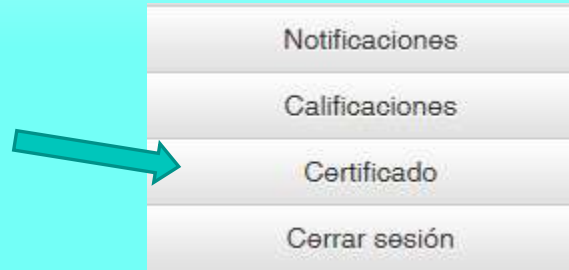 Notificaciones
Calificaciones
Certificado
Cerrar sesión